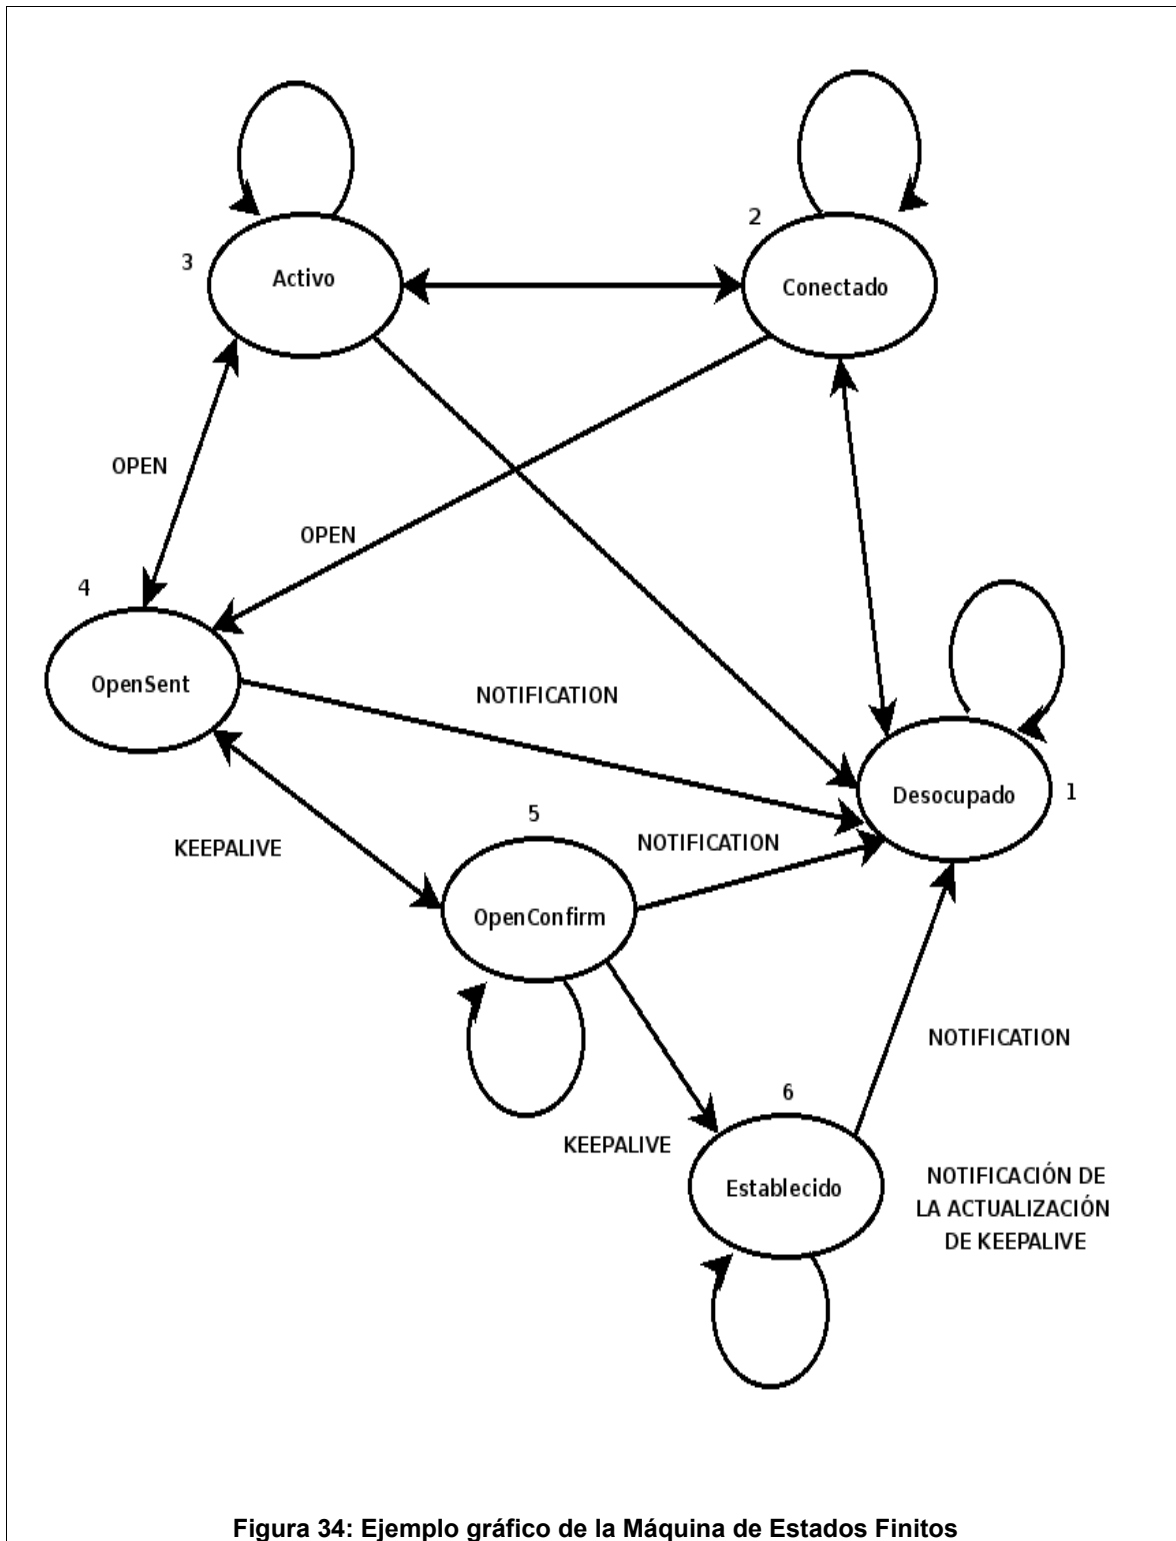 2
3
Activo
Conectado
OPEN
OPEN
4
OpenSent
NOTIFICATION
Desocupado
1
5
KEEPALIVE
NOTIFICATION
OpenConfirm
NOTIFICATION
6
KEEPALIVE
Establecido
NOTIFICACIÓN DE
LA ACTUALIZACIÓN
DE KEEPALIVE
Figura 34: Ejemplo gráfico de la Máquina de Estados Finitos